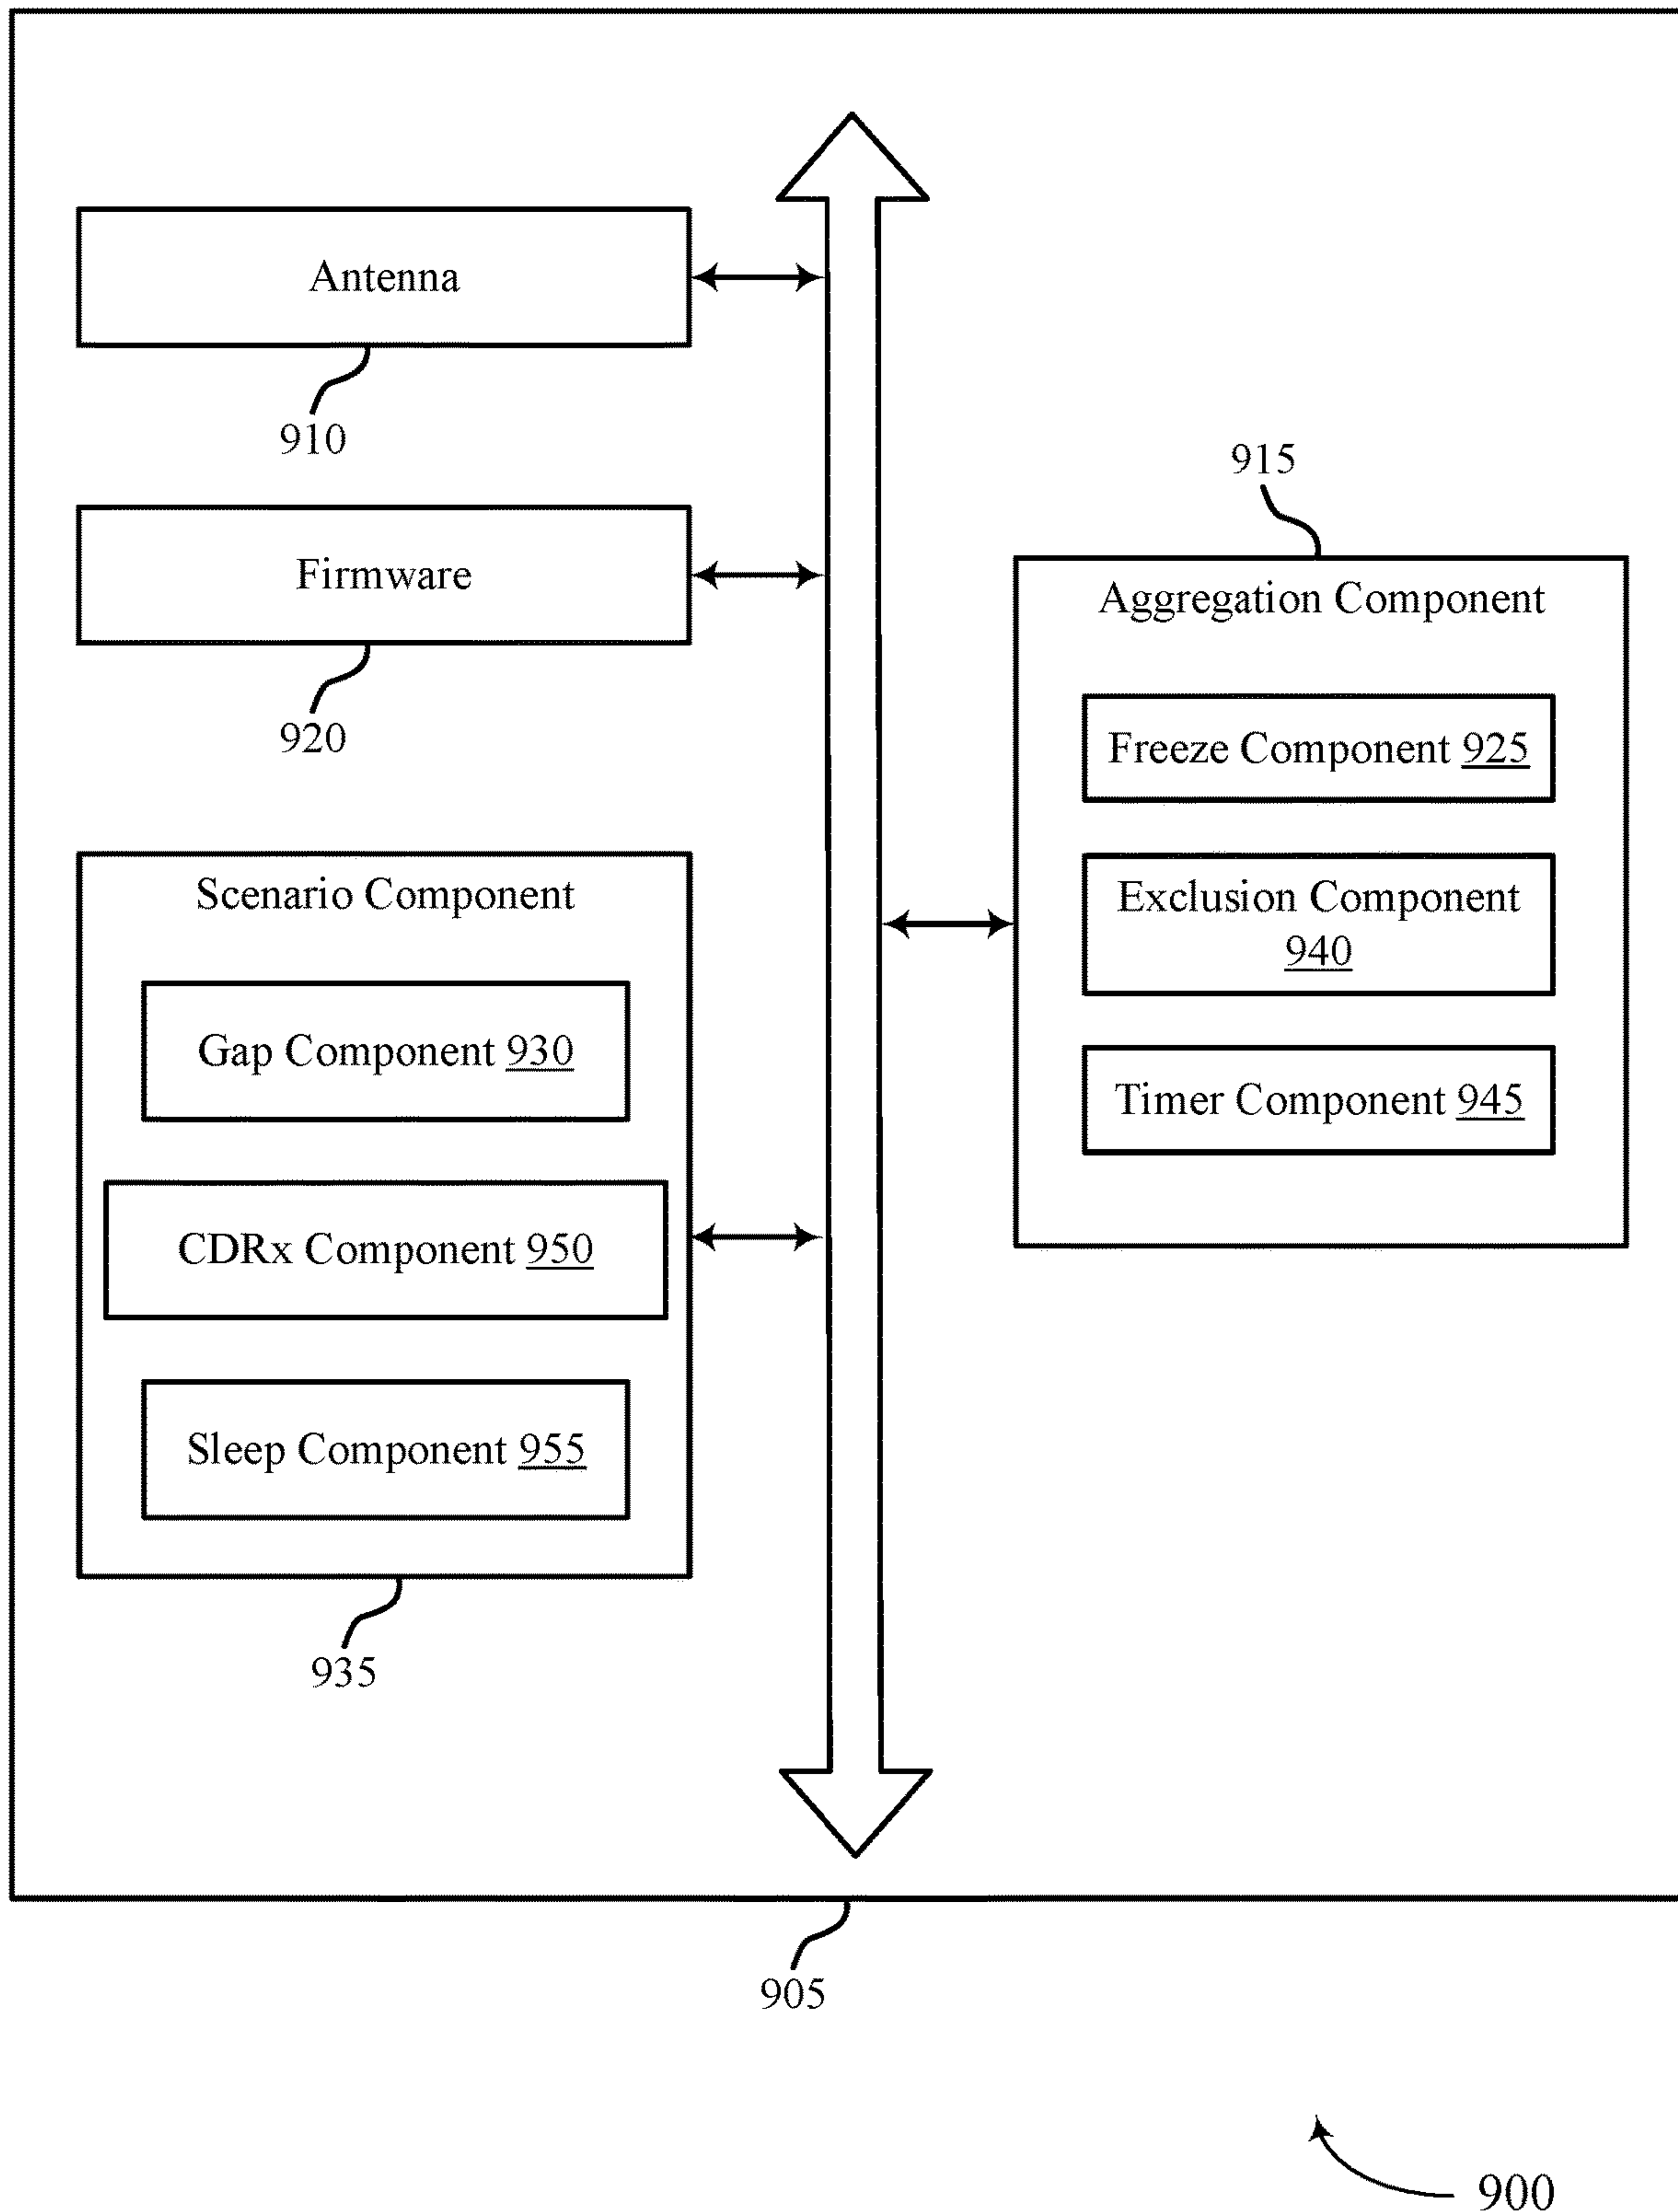 Antenna
910
Firmware
920
Scenario Component
Gap Component 930
CDRx Component 950
Sleep Component 955
935
915
Aggregation Component
Freeze Component 925
Exclusion Component
940
Timer Component 945
905
900